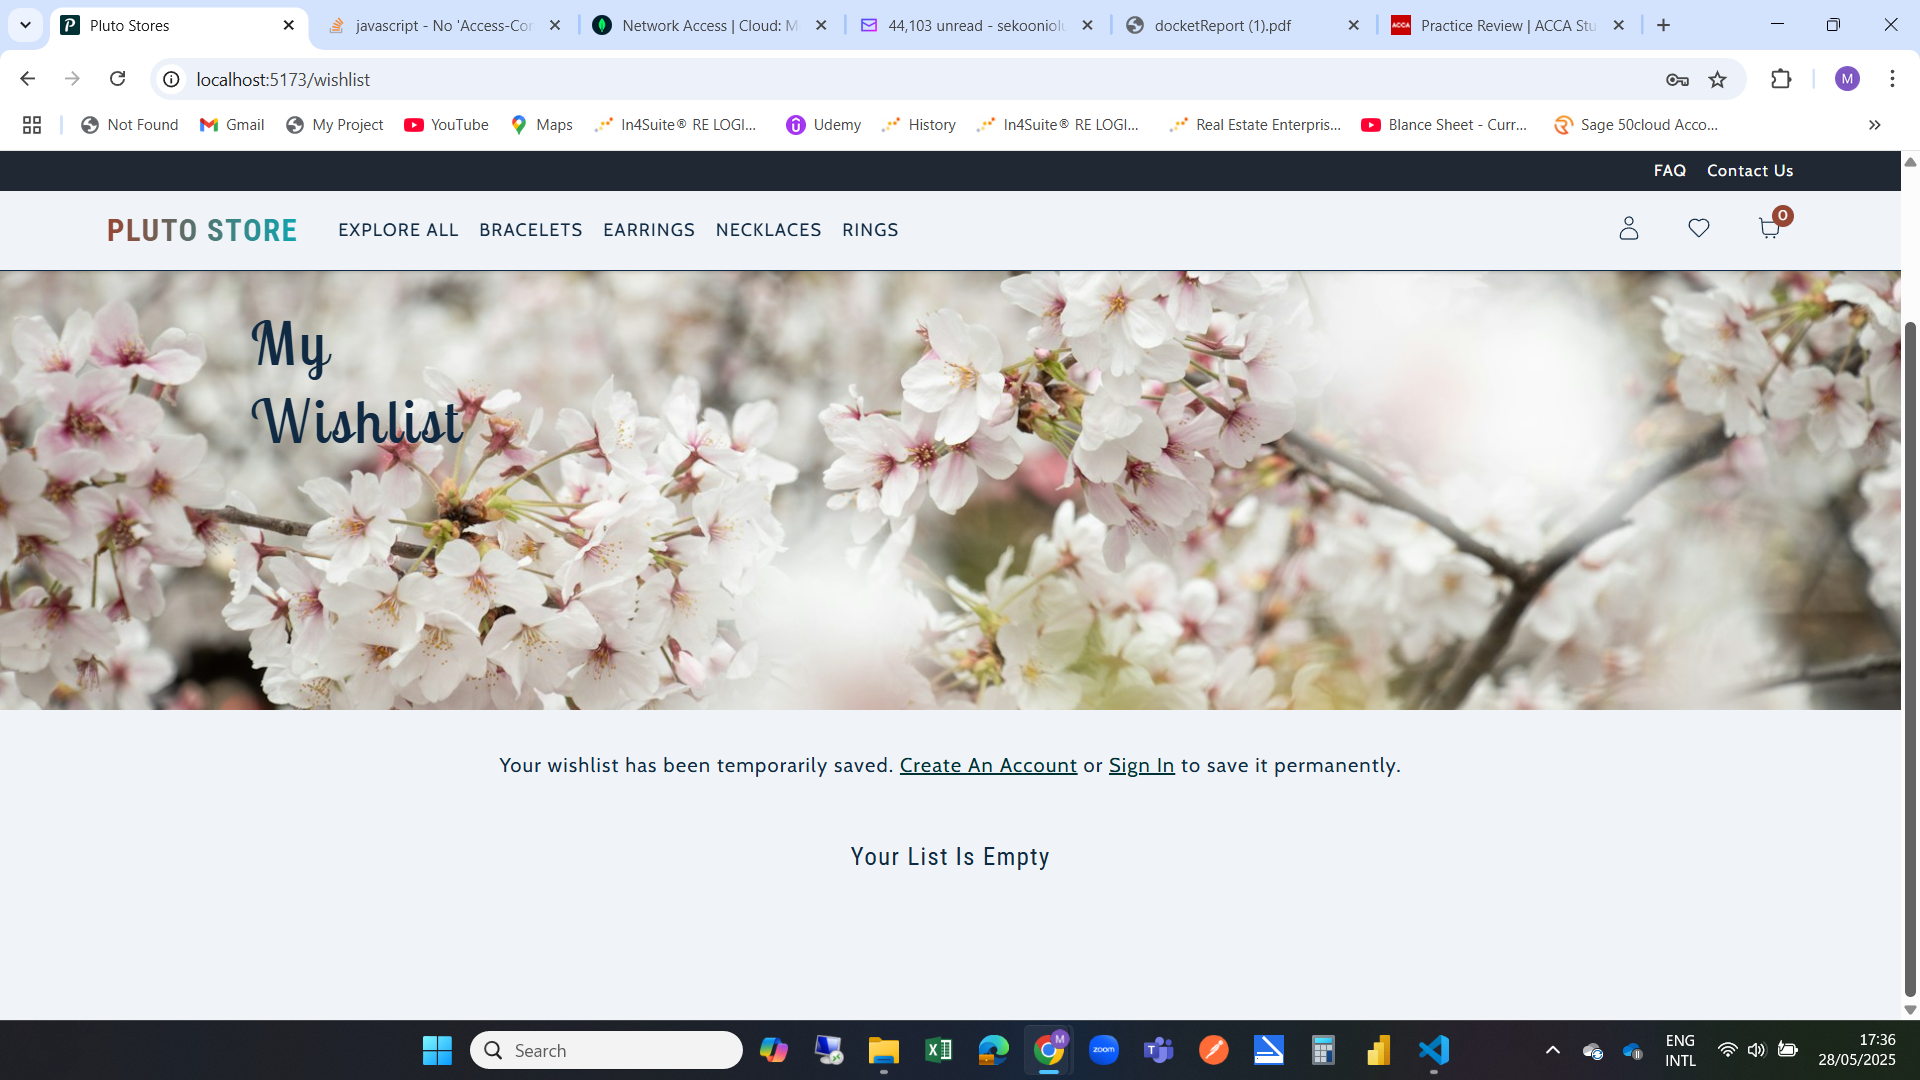 Pluto Stores
javascript - No 'Access-Con
Network Access | Cloud: M
44,103 unread - sekooniolu
docketReport (1).pdf
Practice Review | ACCA Stu
localhost:5173/wishlist
M
Not Found
Gmail
My Project
YouTube
Maps
In4Suite® RE LOGI...
Udemy
History
In4Suite® RE LOGI...
Real Estate Enterpris...
Blance Sheet - Curr...
Sage 50cloud Acco...
FAQ
Contact Us
PLUTO STORE
EXPLORE ALL
BRACELETS
EARRINGS
NECKLACES
RINGS
0
My
Wishlist
Your wishlist has been temporarily saved. Create An Account or Sign In to save it permanently.
Your List Is Empty
Search
M
zoom
ENG
INTL
17:36
28/05/2025